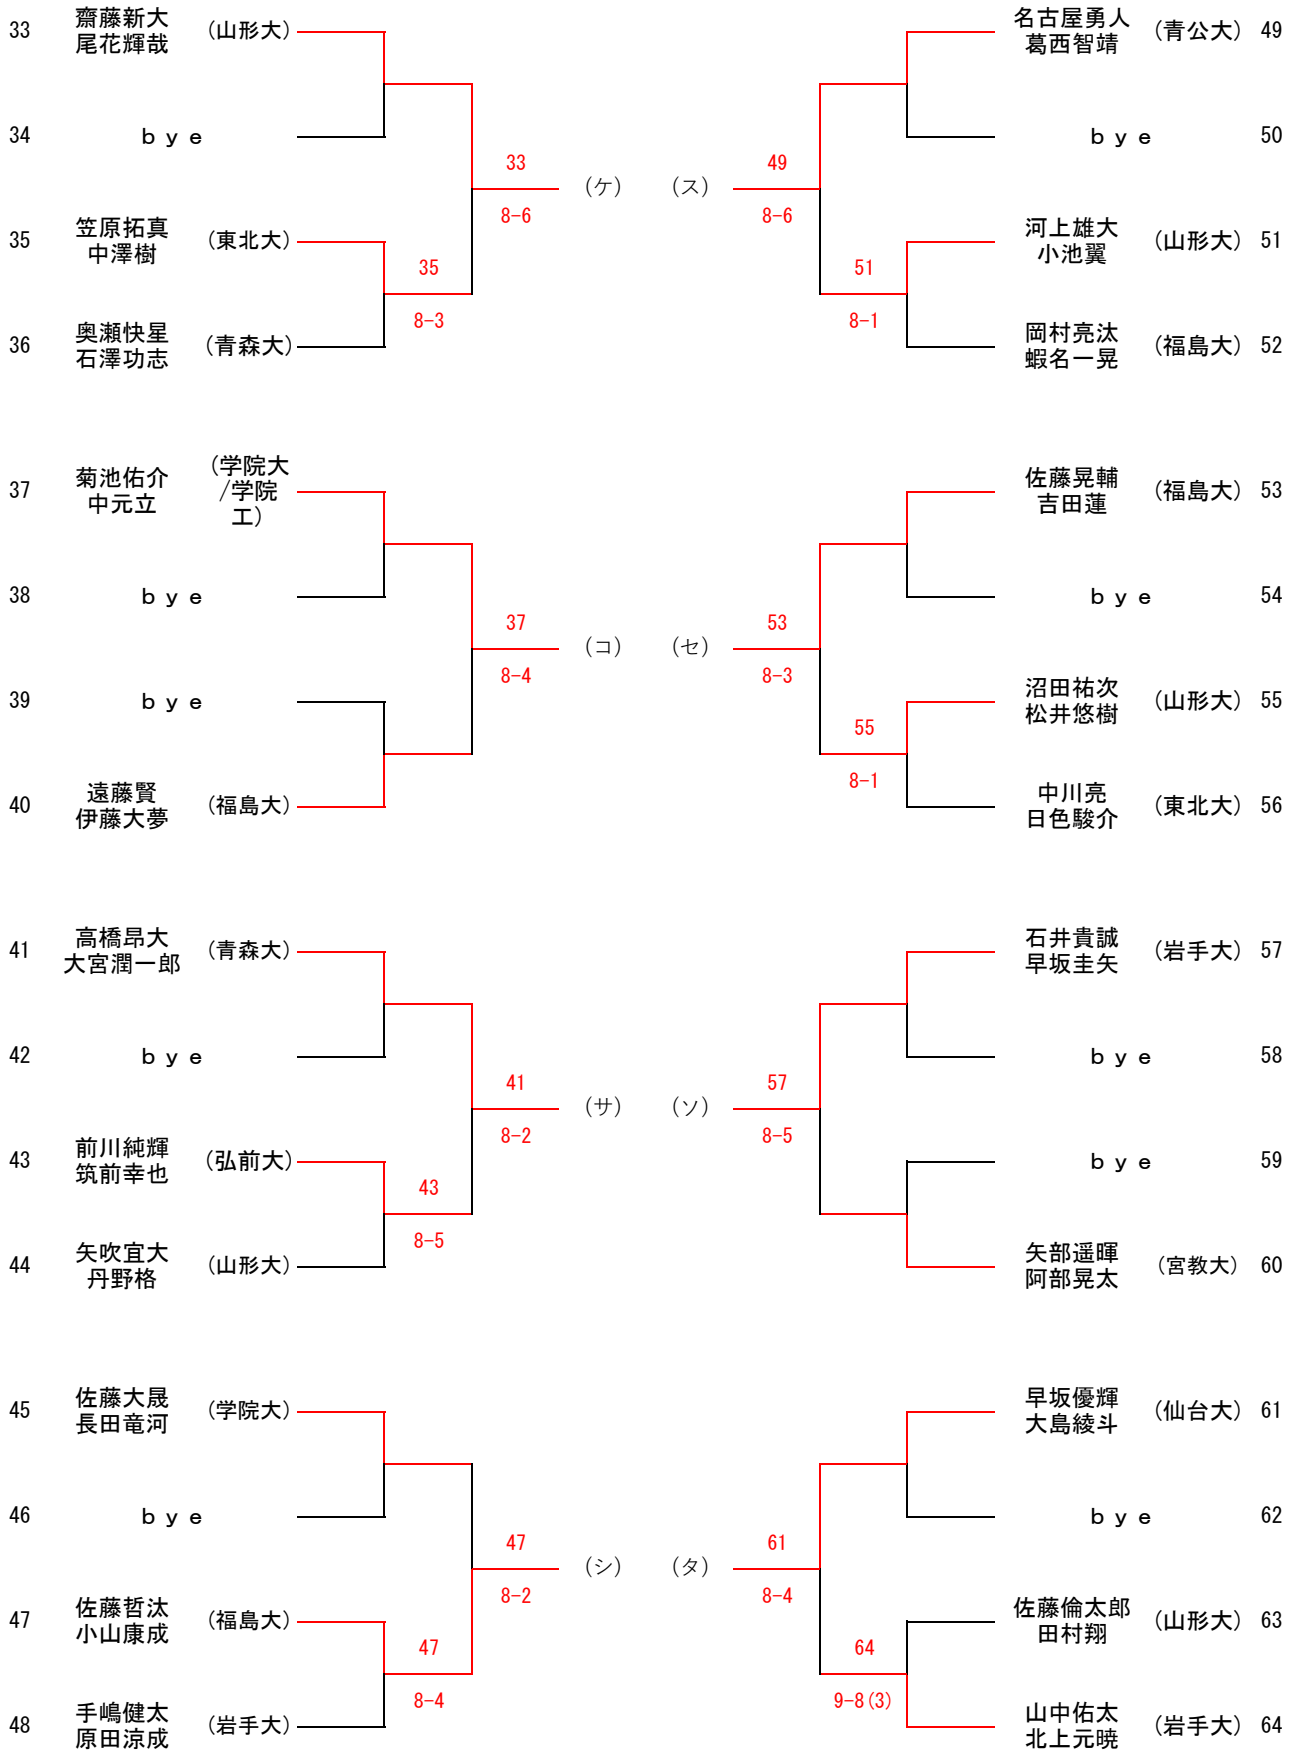 33 齋藤新大 (山形大)
尾花輝哉
34 bye
33
8-6
(ケ)
35 笠原拓真 (東北大)
中澤樹
35
8-3
36 奥瀬快星 (青森大)
石澤功志
37 菊池佑介 (学院大
中元立 /学院
工)
38 bye
37
8-4
(コ)
39 bye
40 遠藤賢 (福島大)
伊藤大夢
41 高橋昂大 (青森大)
大宮潤一郎
42 bye
41
8-2
(サ)
43 前川純輝 (弘前大)
筑前幸也
43
8-5
44 矢吹宜大 (山形大)
丹野格
45 佐藤大晟 (学院大)
長田竜河
46 bye
47
8-2
(シ)
47 佐藤哲汰 (福島大)
小山康成
47
8-4
48 手嶋健太 (岩手大)
原田涼成
名古屋勇人 (青公大) 49
葛西智靖
bye 50
49
8-6
(ス)
河上雄大 (山形大) 51
小池翼
51
8-1
岡村亮汰 (福島大) 52
蝦名一晃
佐藤晃輔 (福島大) 53
吉田蓮
bye 54
53
8-3
(セ)
沼田祐次 (山形大) 55
松井悠樹
55
8-1
中川亮 (東北大) 56
日色駿介
石井貴誠 (岩手大) 57
早坂圭矢
bye 58
57
8-5
(ソ)
bye 59
矢部遥暉 (宮教大) 60
阿部晃太
早坂優輝 (仙台大) 61
大島綾斗
bye 62
61
8-4
(タ)
佐藤倫太郎 (山形大) 63
田村翔
64
9-8(3)
山中佑太 (岩手大) 64
北上元暁